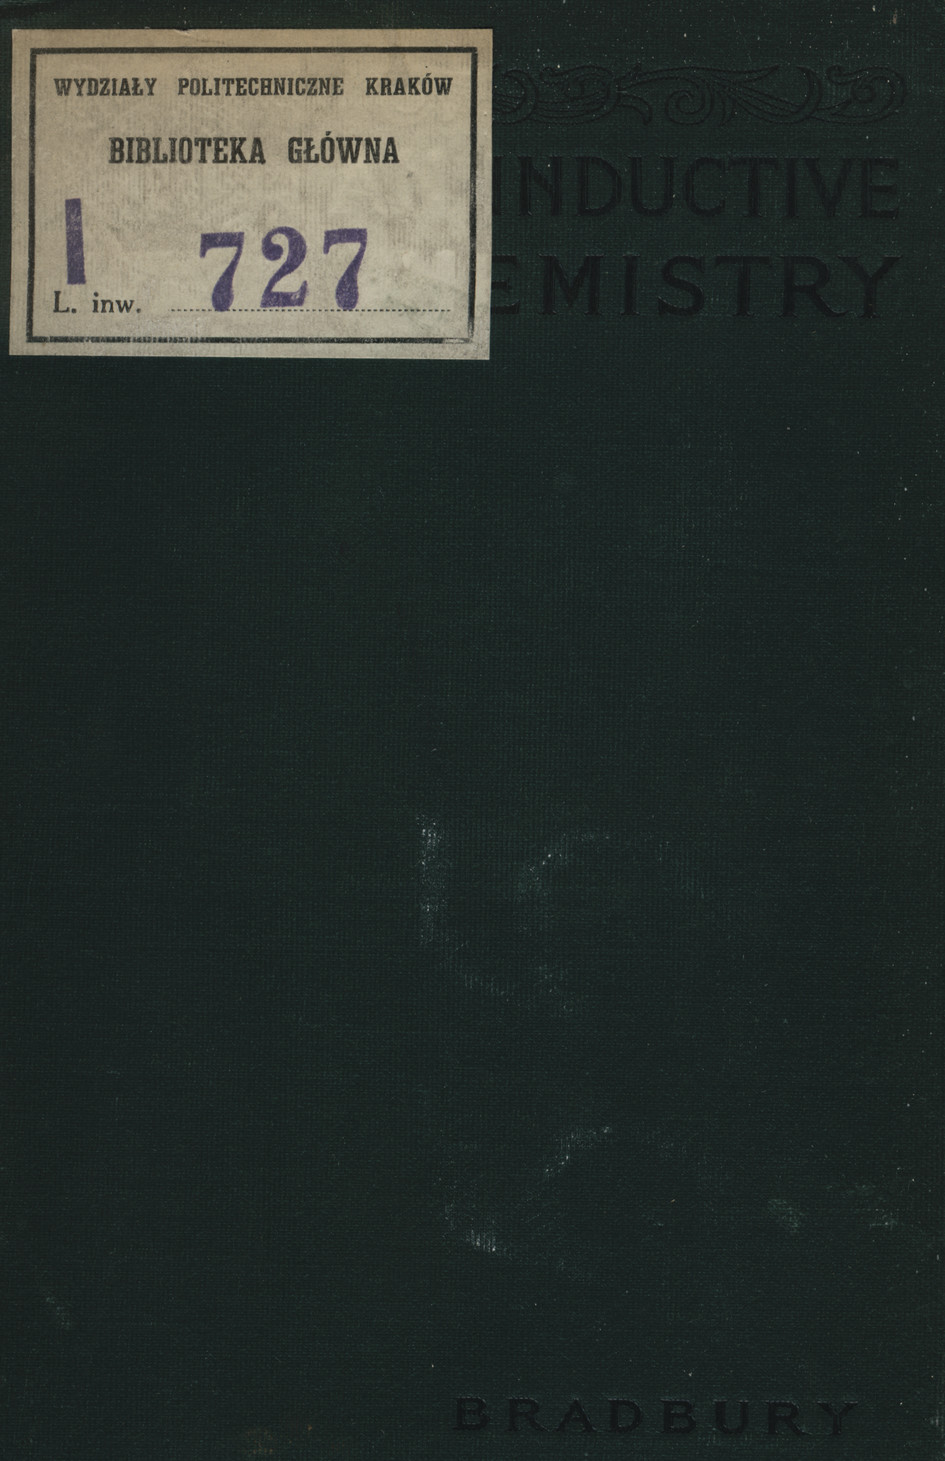 WYDZIAŁY POLITECHNICZNE KRAKÓW
BIBLIOTEKA GŁÓWNA
I
L. inw. 727
INDUCTIVE
EMISTRY
BRADBURY